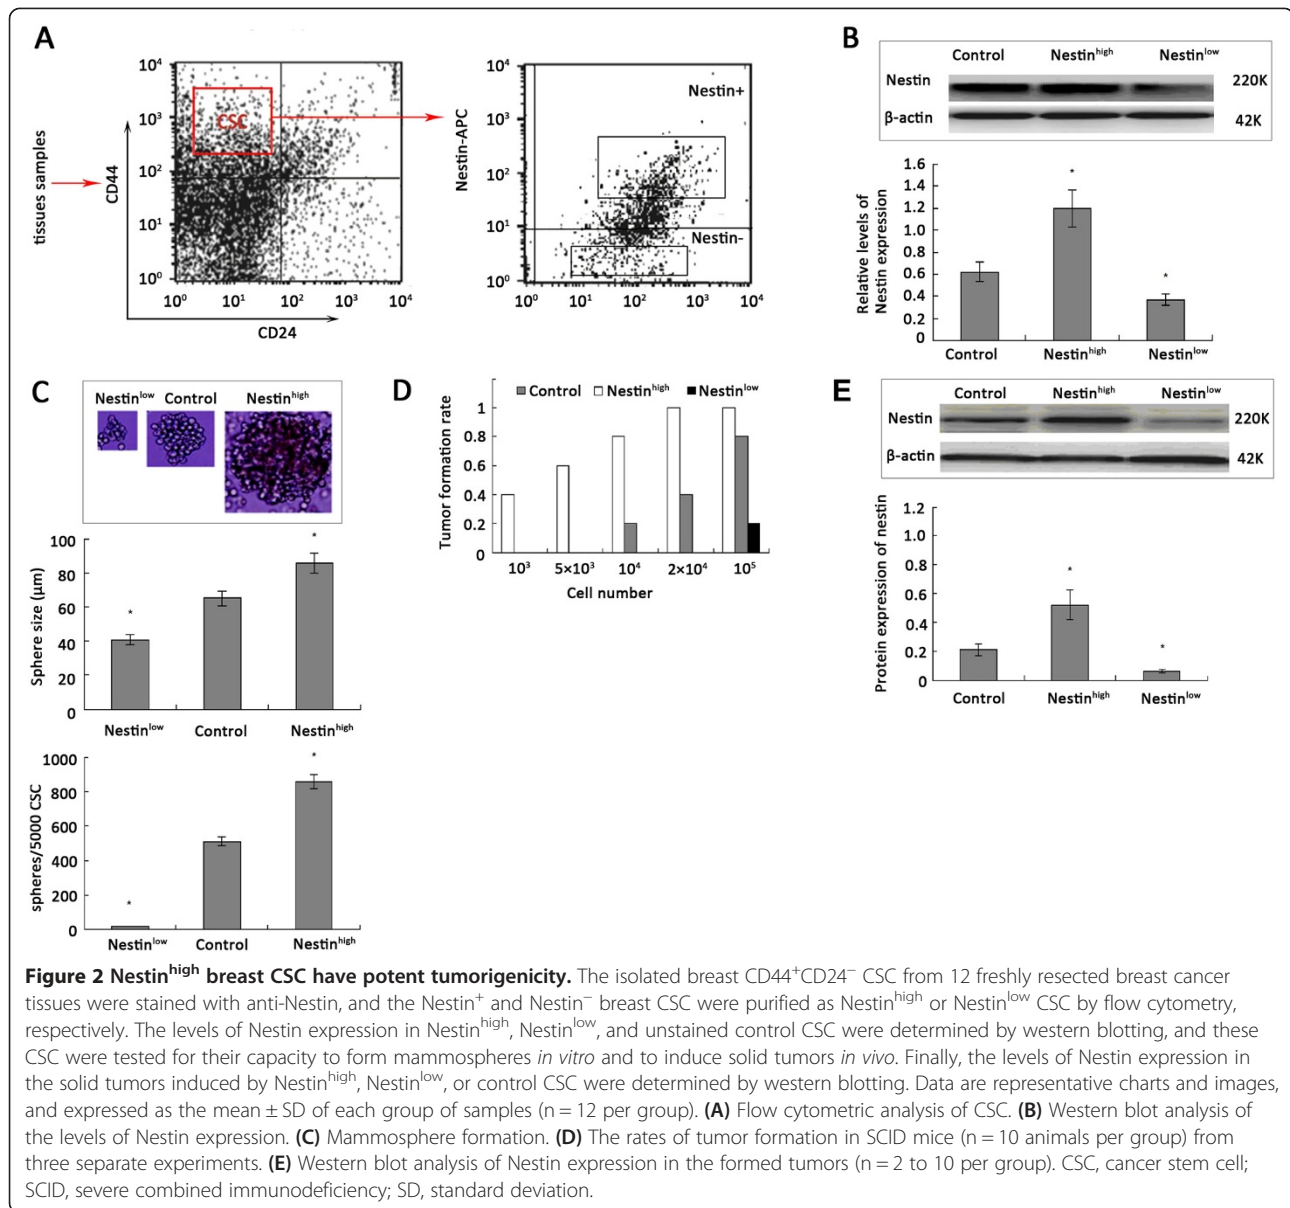 A
tissues samples
CD44
10⁴
10³
10²
10¹
10⁰
CSC
10⁰ 10¹ 10² 10³ 10⁴
CD24
Nestin-APC
10⁴
10³
10²
10¹
10⁰
Nestin+
Nestin-
10⁰ 10¹ 10² 10³ 10⁴
B
Control Nestinʰⁱᵍʰ Nestinˡᵒʷ
Nestin 220K
β-actin 42K
Relative levels of
Nestin expression
1.6
1.4
1.2
1.0
0.8
0.6
0.4
0.2
0
*
*
Control Nestinʰⁱᵍʰ Nestinˡᵒʷ
C
Nestinˡᵒʷ Control Nestinʰⁱᵍʰ
Sphere size (µm)
100
80
60
40
20
0
*
*
Nestinˡᵒʷ Control Nestinʰⁱᵍʰ
spheres/5000 CSC
1000
800
600
400
200
0
*
*
Nestinˡᵒʷ Control Nestinʰⁱᵍʰ
D
Control Nestinʰⁱᵍʰ Nestinˡᵒʷ
Tumor formation rate
1
0.8
0.6
0.4
0.2
0
10³ 5×10³ 10⁴ 2×10⁴ 10⁵
Cell number
E
Control Nestinʰⁱᵍʰ Nestinˡᵒʷ
Nestin 220K
β-actin 42K
Protein expression of nestin
1.2
1.0
0.8
0.6
0.4
0.2
0
*
*
Control Nestinʰⁱᵍʰ Nestinˡᵒʷ
Figure 2 Nestinʰⁱᵍʰ breast CSC have potent tumorigenicity. The isolated breast CD44⁺CD24⁻ CSC from 12 freshly resected breast cancer
tissues were stained with anti-Nestin, and the Nestin⁺ and Nestin⁻ breast CSC were purified as Nestinʰⁱᵍʰ or Nestinˡᵒʷ CSC by flow cytometry,
respectively. The levels of Nestin expression in Nestinʰⁱᵍʰ, Nestinˡᵒʷ, and unstained control CSC were determined by western blotting, and these
CSC were tested for their capacity to form mammospheres in vitro and to induce solid tumors in vivo. Finally, the levels of Nestin expression in
the solid tumors induced by Nestinʰⁱᵍʰ, Nestinˡᵒʷ, or control CSC were determined by western blotting. Data are representative charts and images,
and expressed as the mean ± SD of each group of samples (n = 12 per group). (A) Flow cytometric analysis of CSC. (B) Western blot analysis of
the levels of Nestin expression. (C) Mammosphere formation. (D) The rates of tumor formation in SCID mice (n = 10 animals per group) from
three separate experiments. (E) Western blot analysis of Nestin expression in the formed tumors (n = 2 to 10 per group). CSC, cancer stem cell;
SCID, severe combined immunodeficiency; SD, standard deviation.